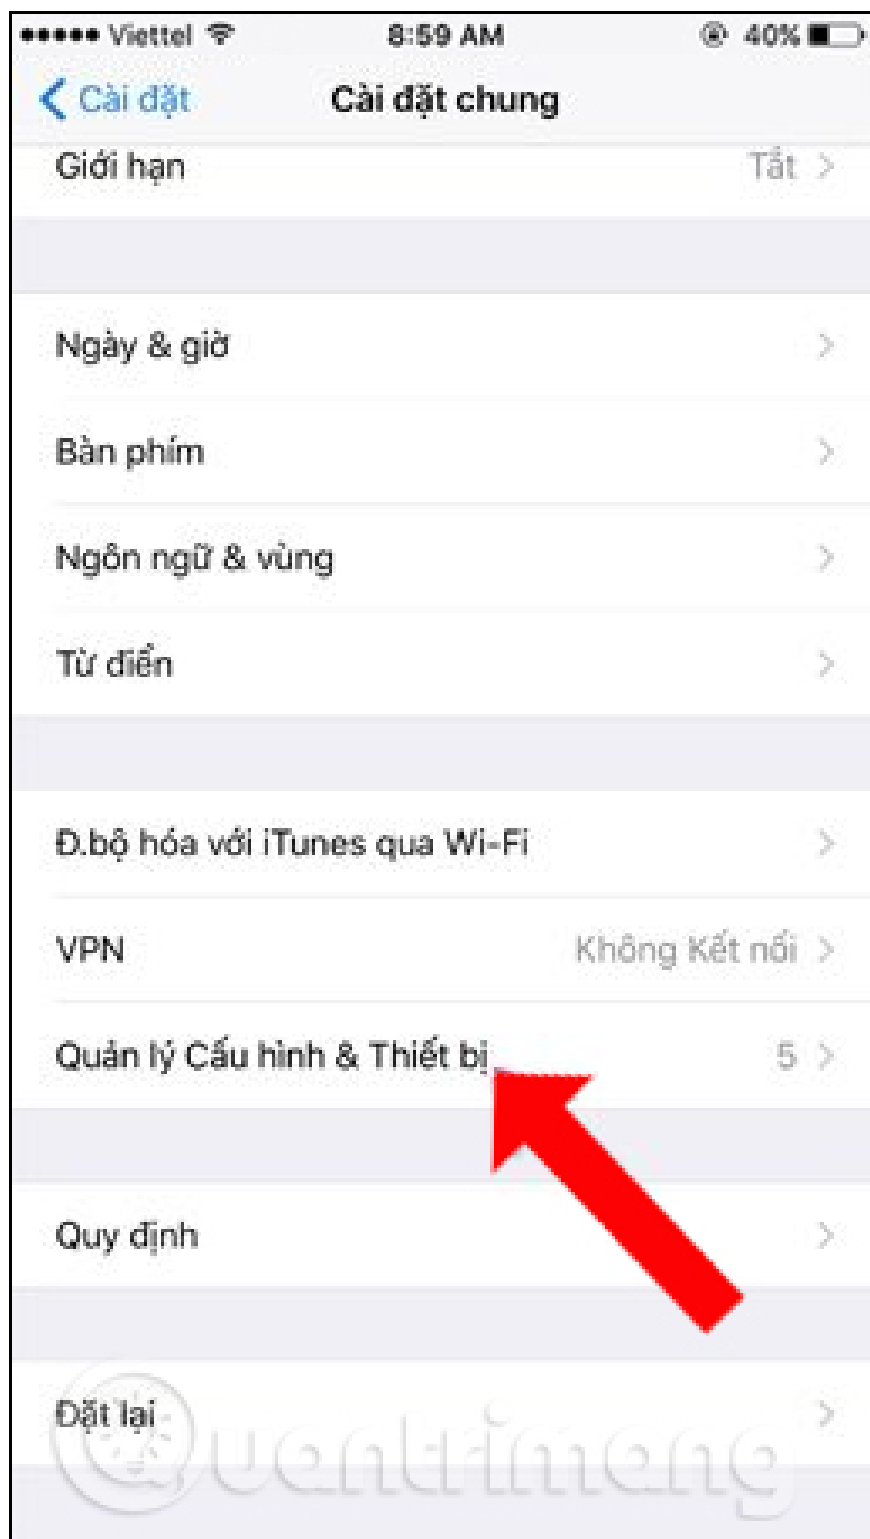 Viettel 8:59 AM 40%
Cài đặt Cài đặt chung
Giới hạn Tắt
Ngày & giờ
Bàn phím
Ngôn ngữ & vùng
Từ điển
Đ.bộ hóa với iTunes qua Wi-Fi
VPN Không Kết nối
Quản lý Cấu hình & Thiết bị 5
Quy định
Đặt lại
Quantrimang